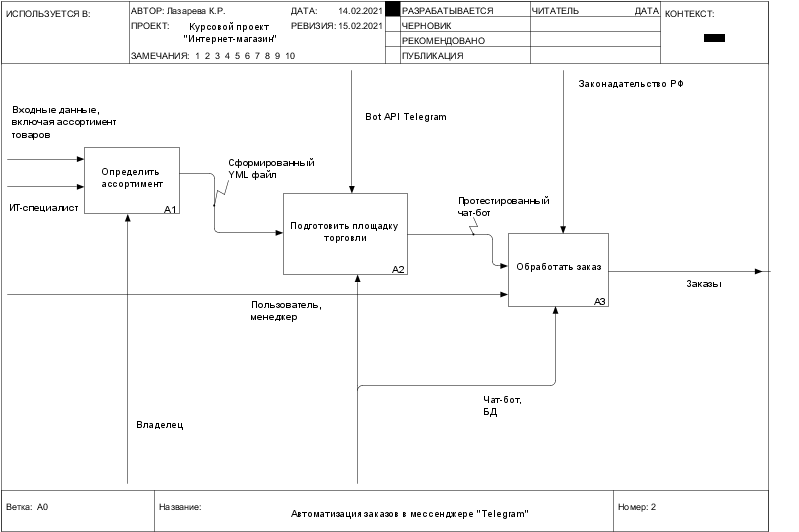 ИСПОЛЬЗУЕТСЯ В:
АВТОР: Лазарева К.Р.
ДАТА: 14.02.2021
РАЗРАБАТЫВАЕТСЯ
ЧИТАТЕЛЬ
ДАТА
КОНТЕКСТ:
ПРОЕКТ: Курсовой проект
"Интернет-магазин"
РЕВИЗИЯ: 15.02.2021
ЧЕРНОВИК
РЕКОМЕНДОВАНО
ЗАМЕЧАНИЯ: 1 2 3 4 5 6 7 8 9 10
ПУБЛИКАЦИЯ
Законадательство РФ
Входные данные,
включая ассортимент
товаров
Bot API Telegram
Определить
ассортимент
A1
Сформированный
YML файл
ИТ-специалист
Протестированный
чат-бот
Подготовить площадку
торговли
A2
Обработать заказ
A3
Заказы
Пользователь,
менеджер
Чат-бот,
БД
Владелец
Ветка: A0
Название:
Автоматизация заказов в мессенджере "Telegram"
Номер: 2